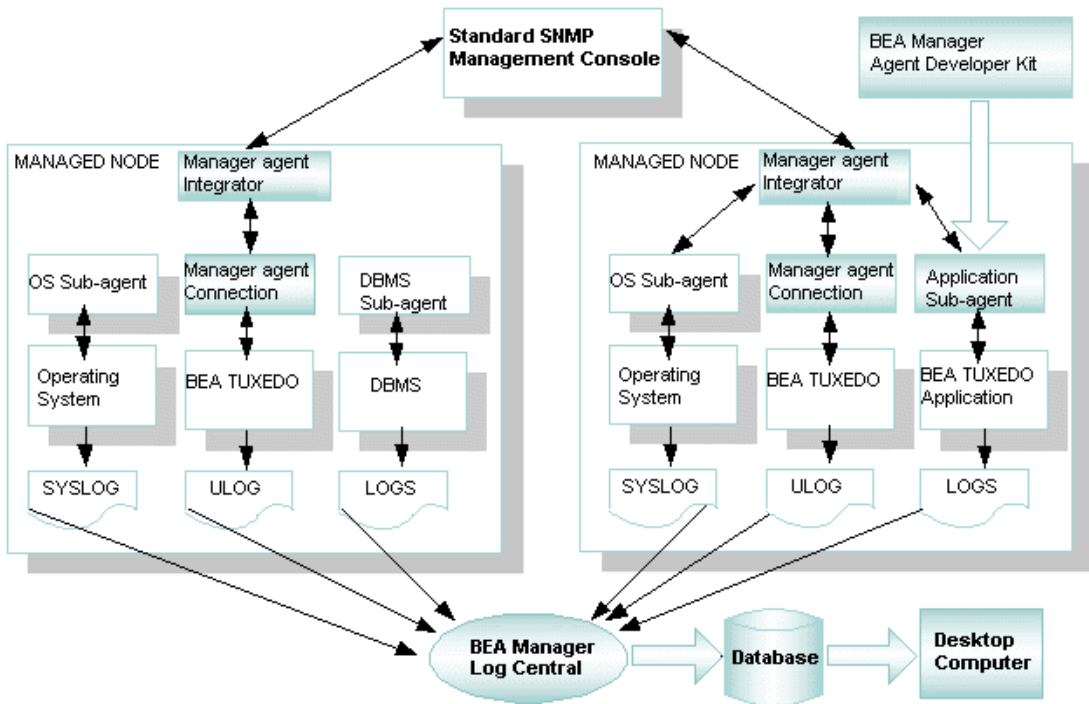 Standard SNMP
Management Console
BEA Manager
Agent Developer Kit
MANAGED NODE
Manager agent
Integrator
OS Sub-agent
Manager agent
Connection
DBMS
Sub-agent
Operating
System
BEA TUXEDO
DBMS
SYSLOG
ULOG
LOGS
MANAGED NODE
Manager agent
Integrator
OS Sub-agent
Manager agent
Connection
Application
Sub-agent
Operating
System
BEA TUXEDO
BEA TUXEDO
Application
SYSLOG
ULOG
LOGS
BEA Manager
Log Central
Database
Desktop
Computer